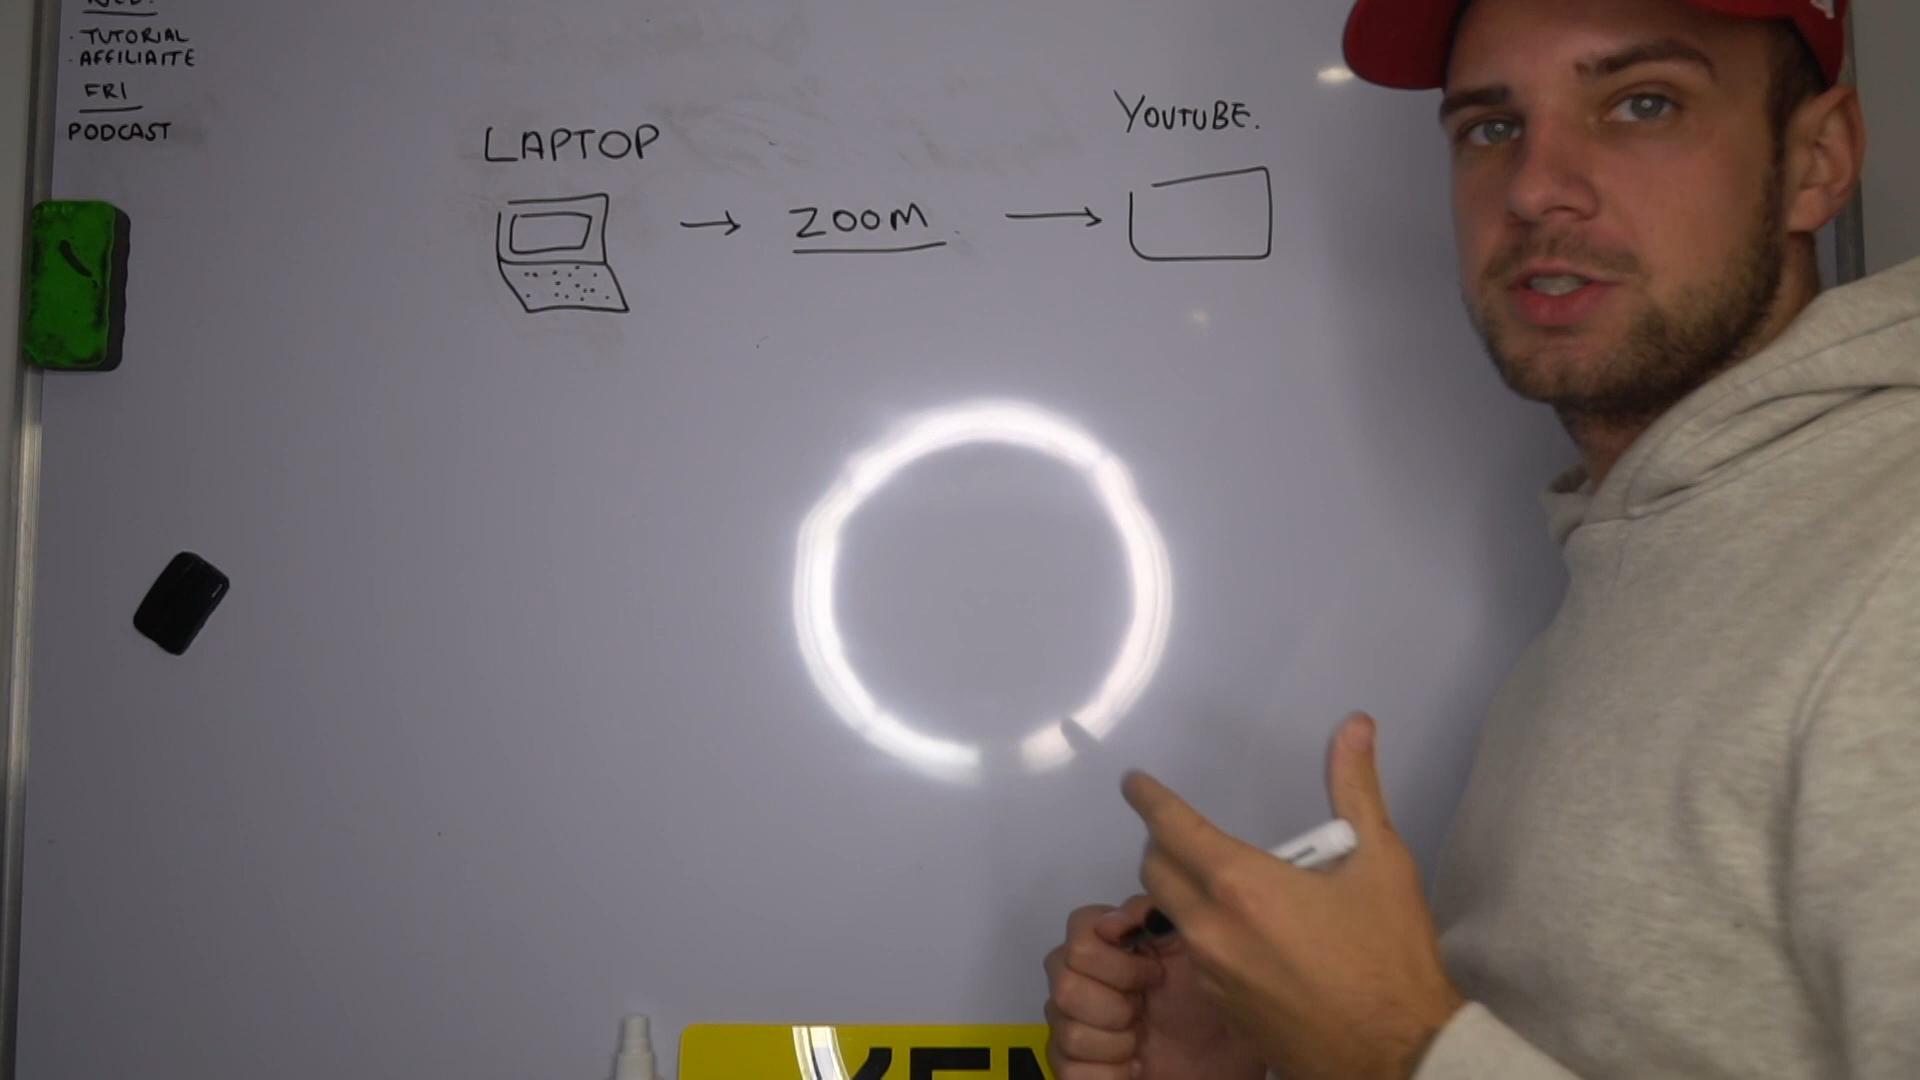 · TUTORIAL
· AFFILIAITE
FRI
PODCAST
LAPTOP
→ ZOOM →
YOUTUBE.